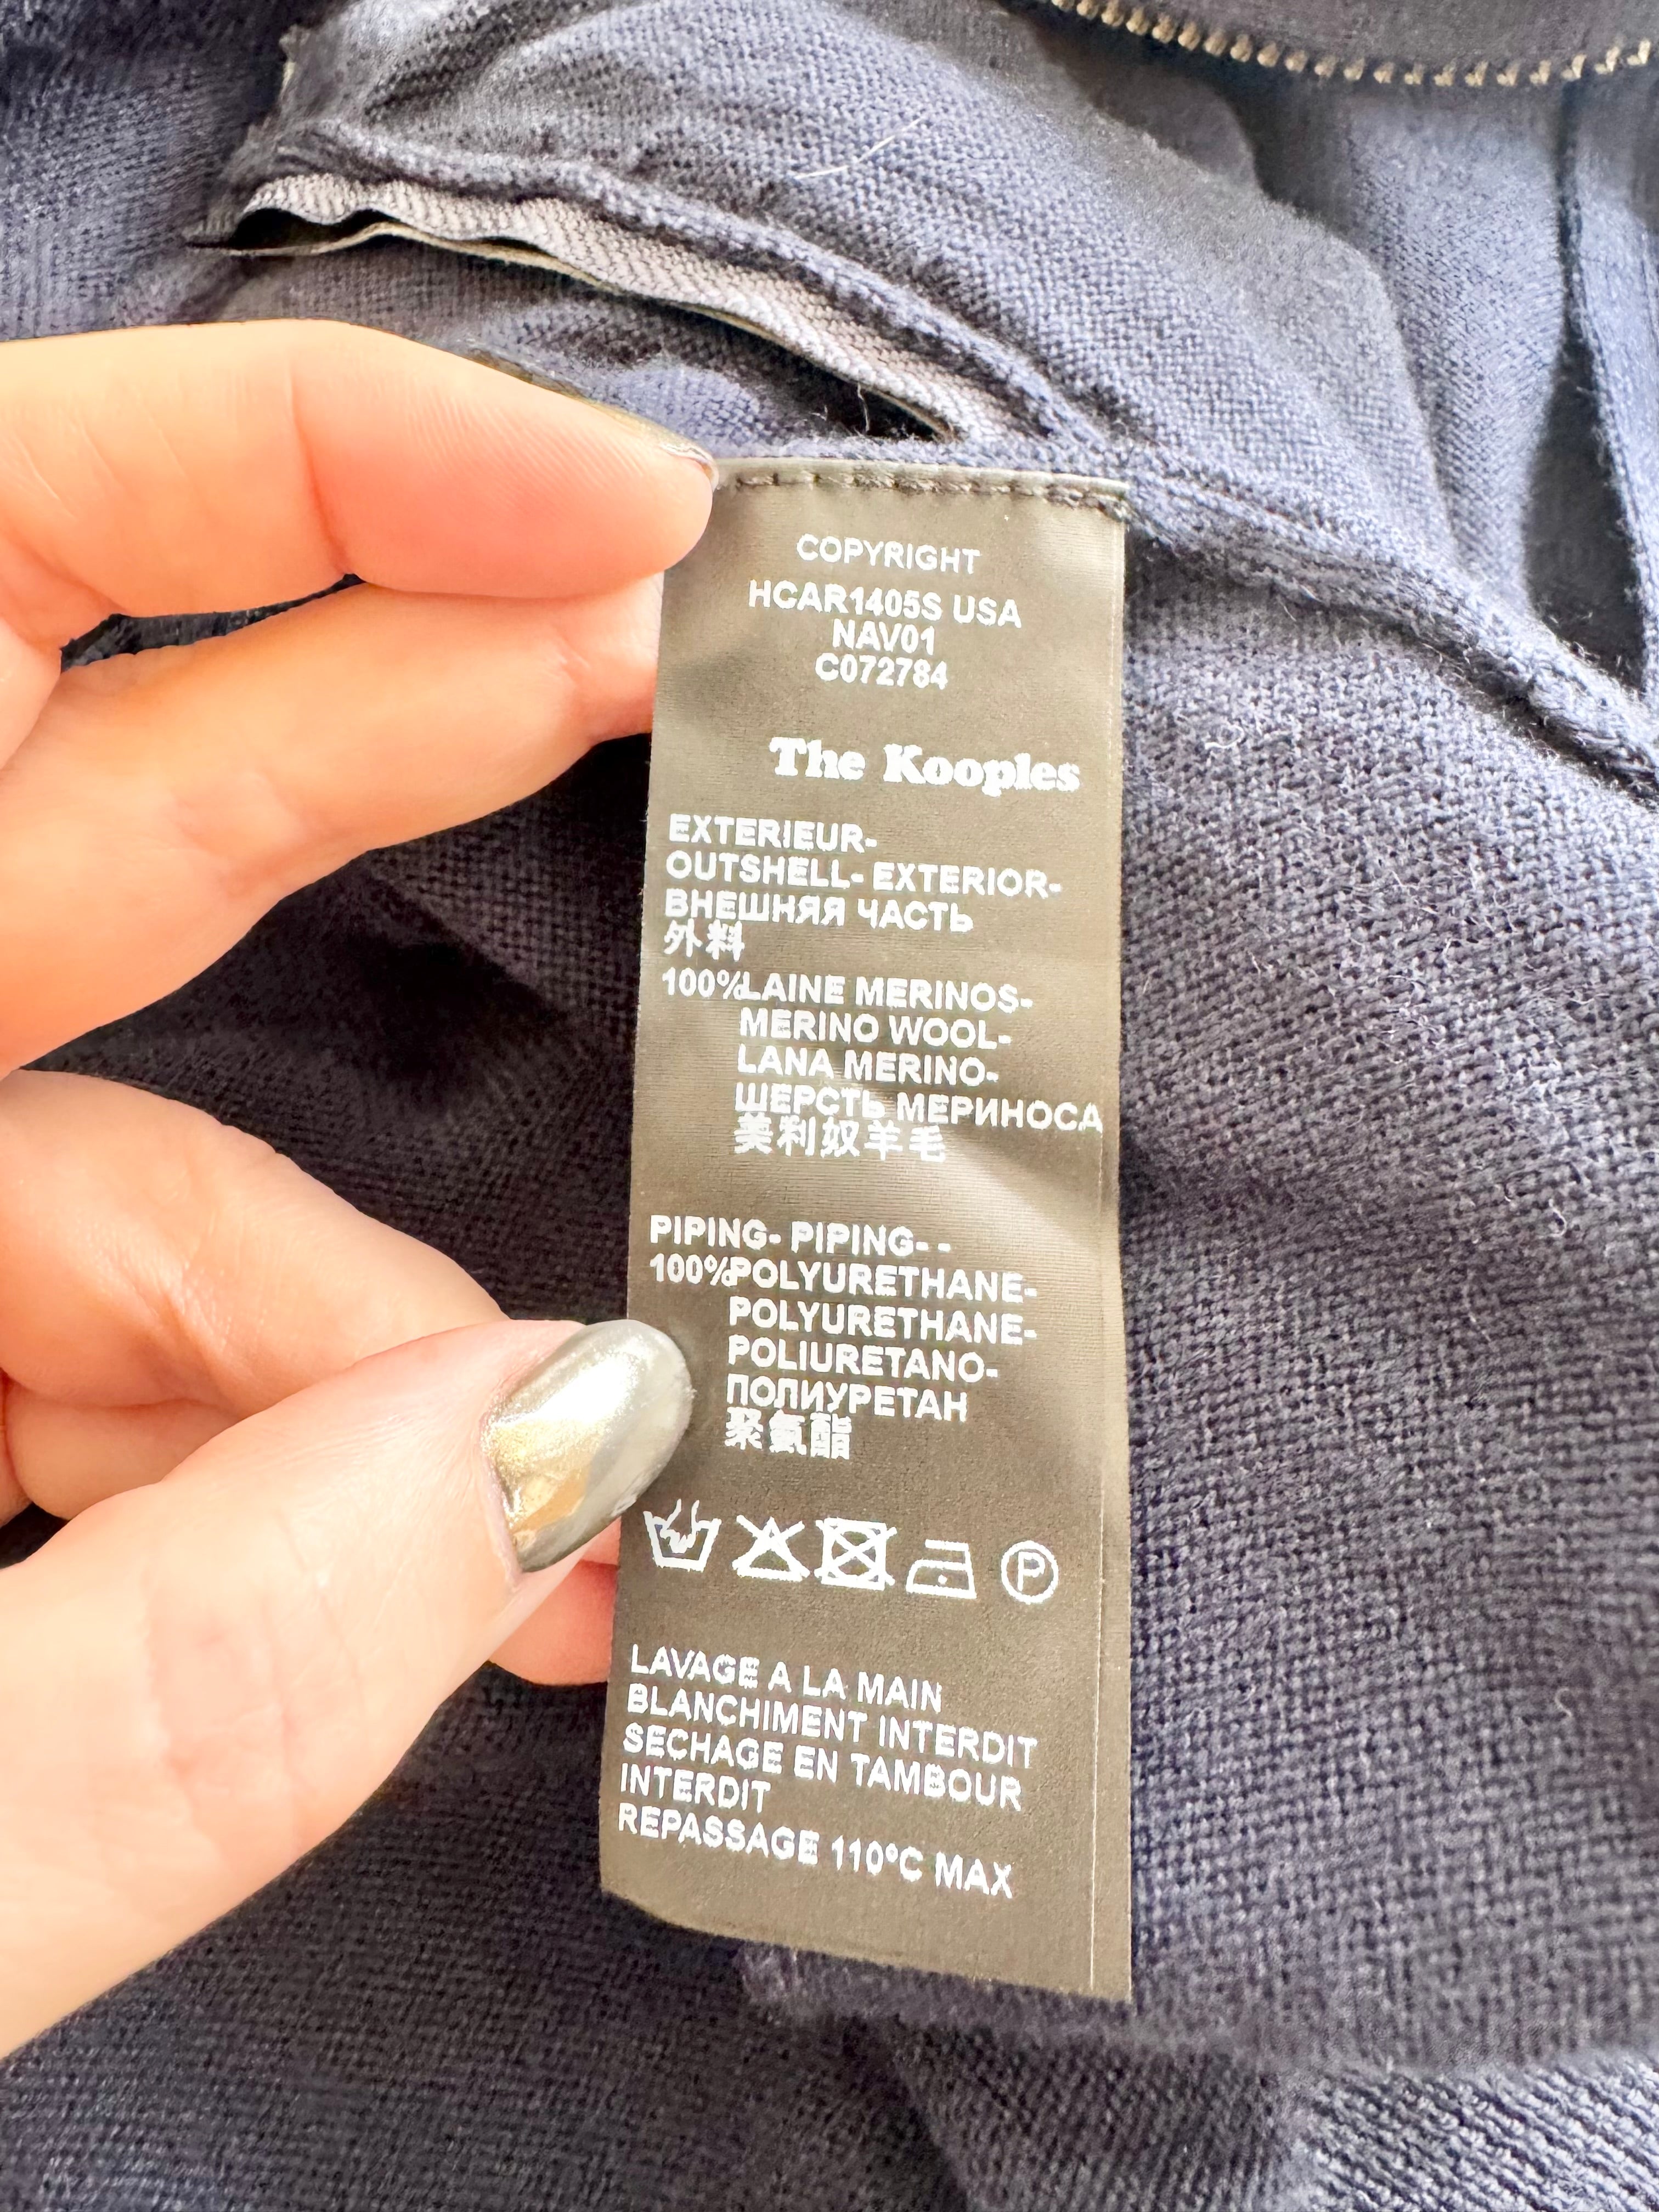 COPYRIGHT
HCAR1405S USA
NAV01
C072784
The Kooples
EXTERIEUR-
OUTSHELL- EXTERIOR-
ВНЕШНЯЯ ЧАСТЬ
外料
100%LAINE MERINOS-
MERINO WOOL-
LANA MERINO-
ШЕРСТЬ МЕРИНОСА
美利奴羊毛
PIPING- PIPING- -
100%POLYURETHANE-
POLYURETHANE-
POLIURETANO-
ПОЛИУРЕТАН
聚氨酯
P
LAVAGE A LA MAIN
BLANCHIMENT INTERDIT
SECHAGE EN TAMBOUR
INTERDIT
REPASSAGE 110ºC MAX